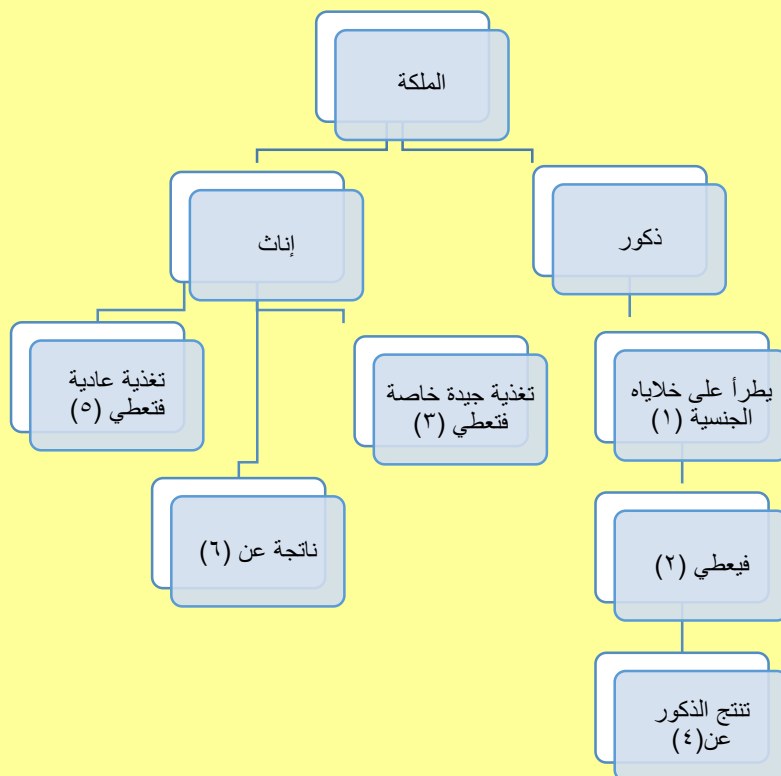 الملكة
ذكور
إناث
يطرأ على خلاياه
الجنسية (١)
تغذية جيدة خاصة
فتعطي (٣)
تغذية عادية
فتعطي (٥)
فيعطي (٢)
ناتجة عن (٦)
تنتج الذكور
عن(٤)